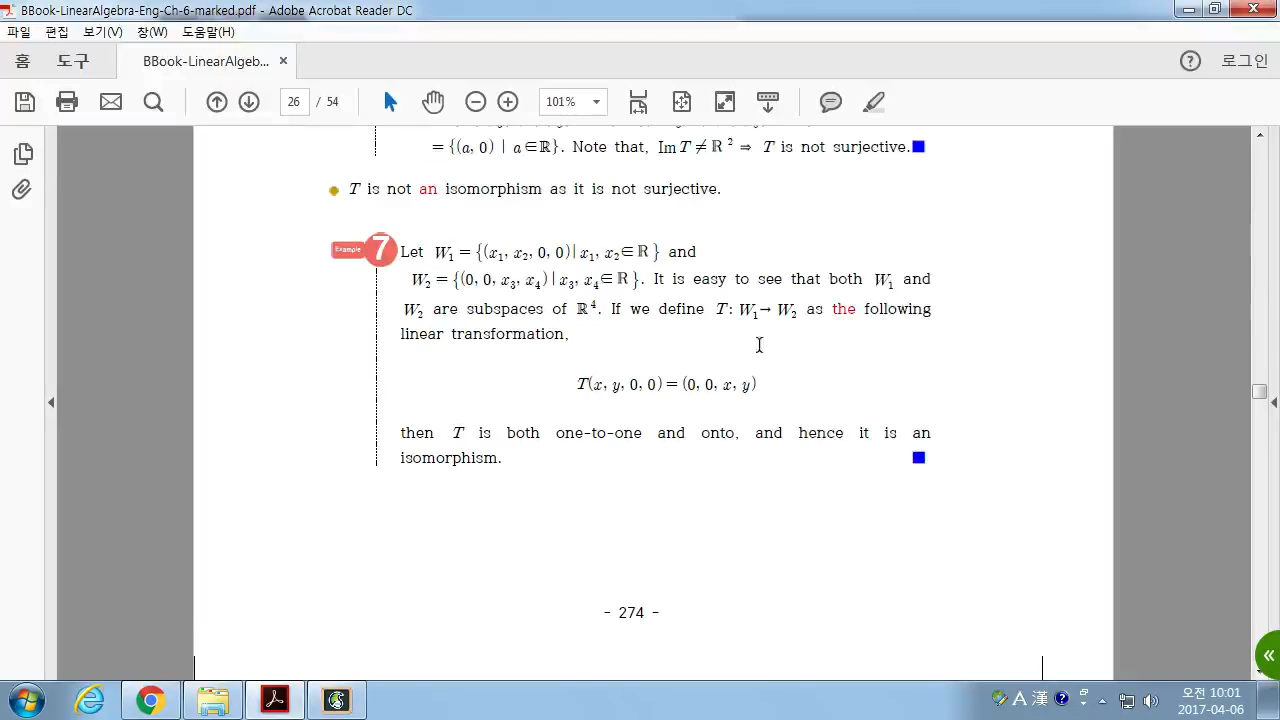 BBook-LinearAlgebra-Eng-Ch-6-marked.pdf - Adobe Acrobat Reader DC
파일 편집 보기(V) 창(W) 도움말(H)
홈 도구 BBook-LinearAlgeb... × ? 로그인
26 / 54 101%
= {(a, 0) | a∈ℝ}. Note that, Im T ≠ ℝ² ⇒ T is not surjective.
T is not an isomorphism as it is not surjective.
Example 7 Let W₁ = {(x₁, x₂, 0, 0)| x₁, x₂∈ℝ } and
W₂ = {(0, 0, x₃, x₄) | x₃, x₄∈ℝ }. It is easy to see that both W₁ and
W₂ are subspaces of ℝ⁴. If we define T: W₁→ W₂ as the following
linear transformation,
T(x, y, 0, 0) = (0, 0, x, y)
then T is both one-to-one and onto, and hence it is an
isomorphism.
- 274 -
A 漢 ? 오전 10:01
2017-04-06